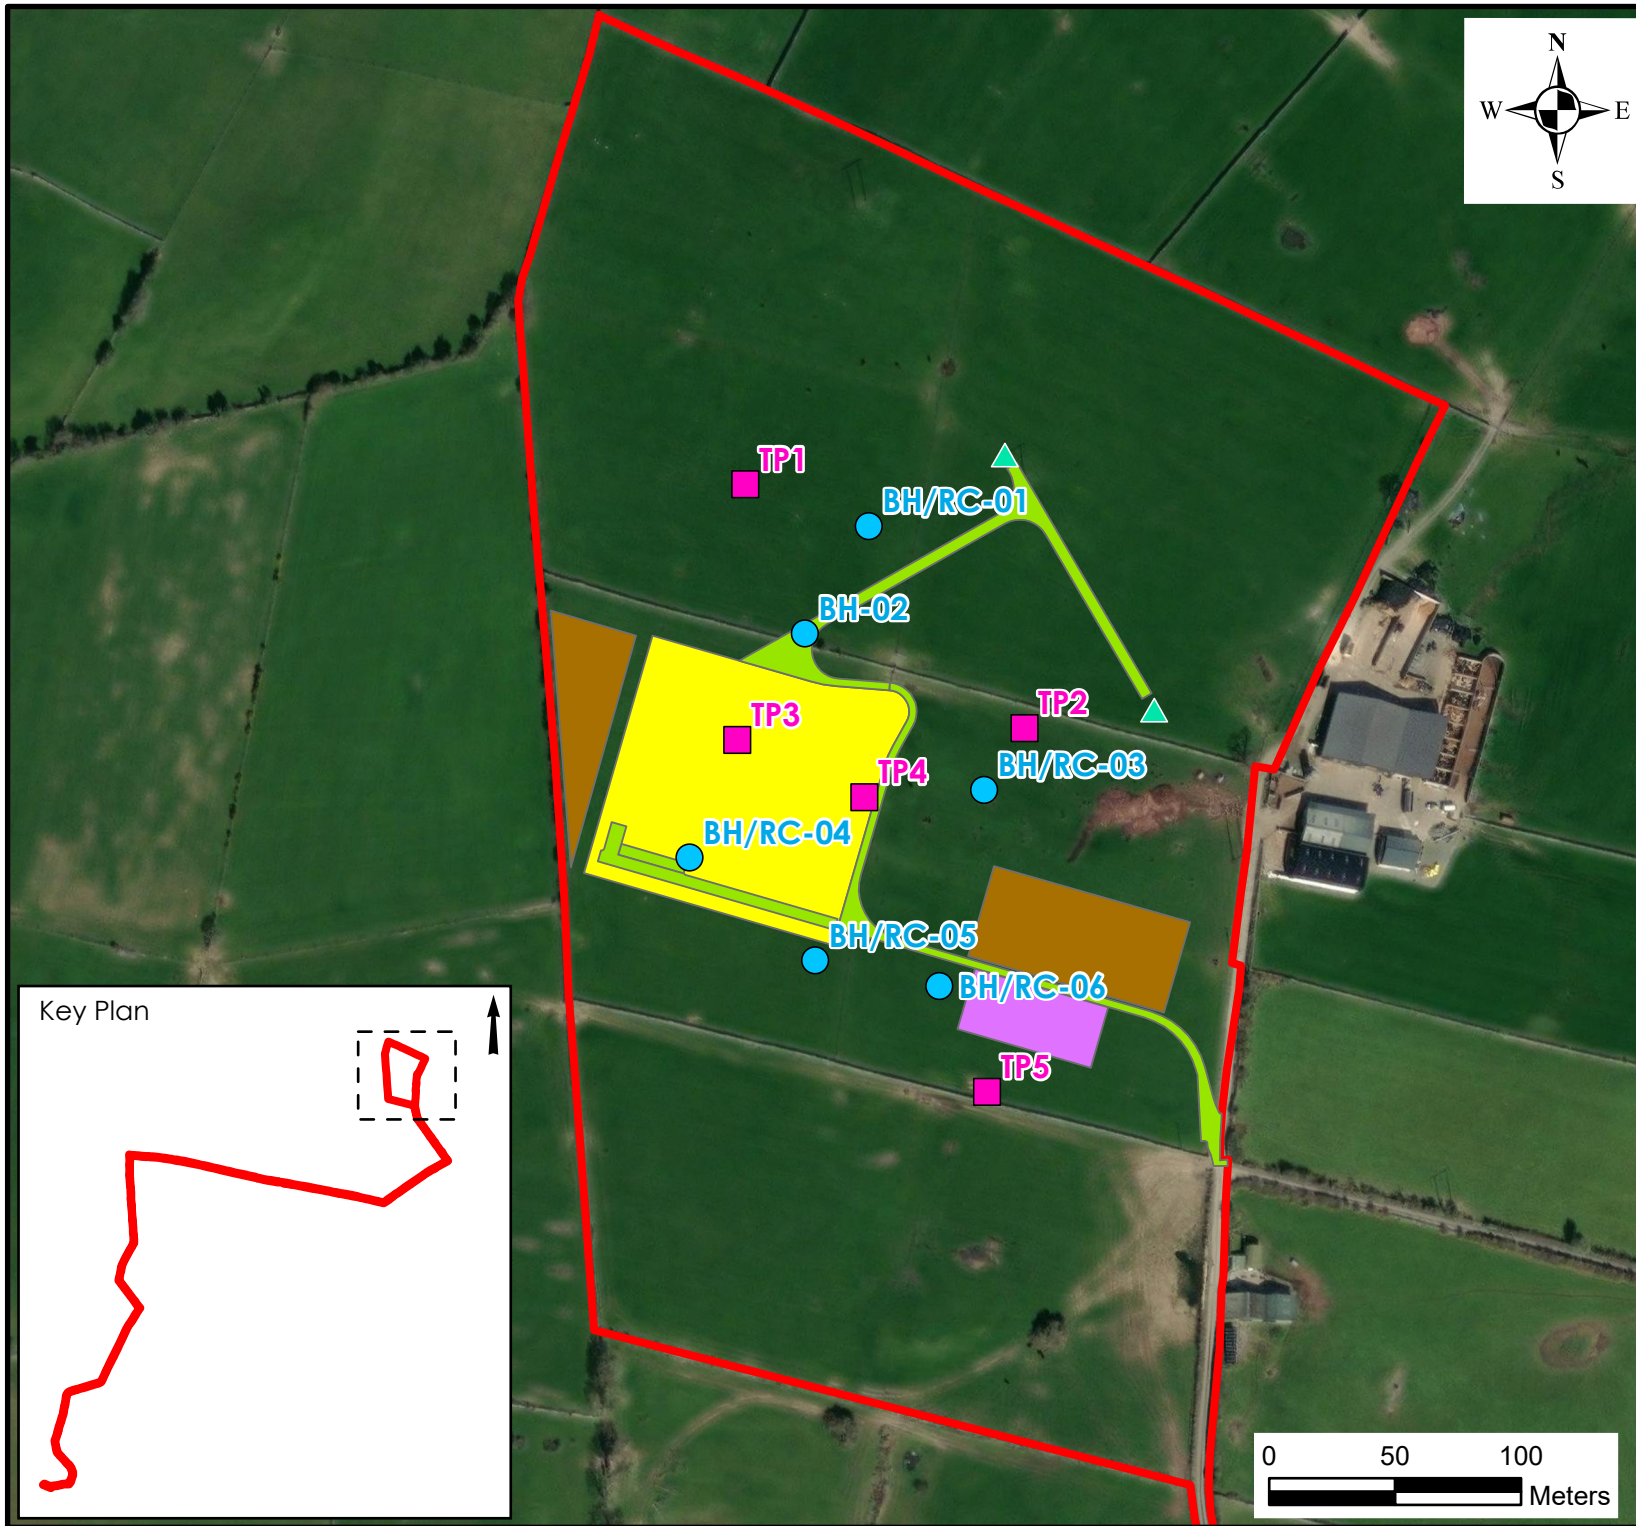 N
W E
S
TP1
BH/RC-01
BH-02
TP2
TP3
BH/RC-03
TP4
BH/RC-04
BH/RC-05
BH/RC-06
TP5
Key Plan
0 50 100
Meters